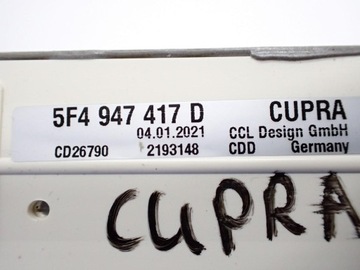 5F4 947 417 D CUPRA
04.01.2021 CCL Design GmbH
CD26790 2193148 CDD Germany
CUPRA